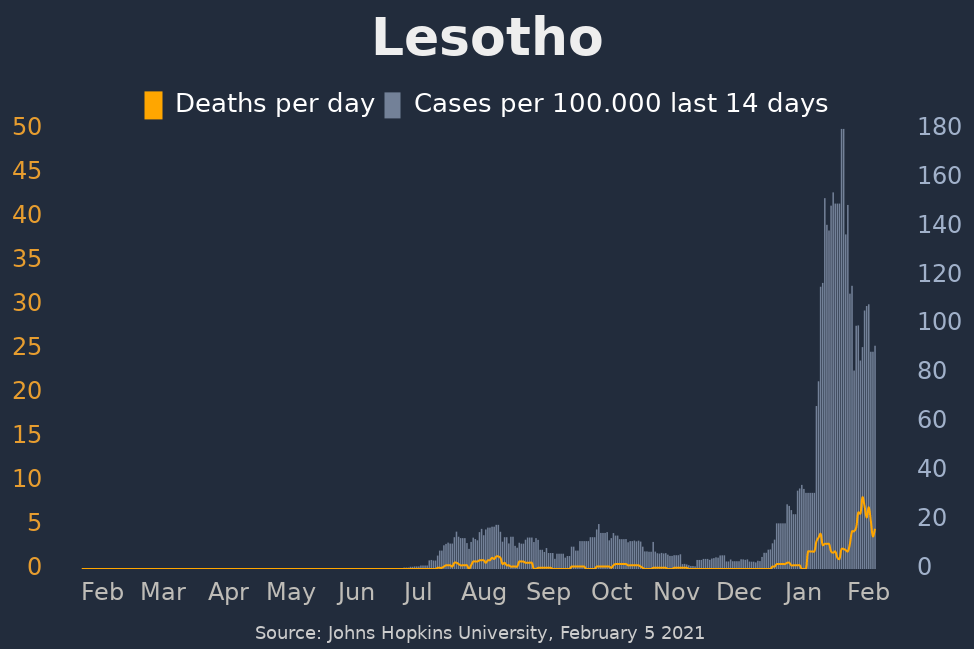 Lesotho
Deaths per day Cases per 100.000 last 14 days
50 180
45 160
40 140
35 120
30 100
25 80
20 60
15 40
10 20
5 0
0
Feb Mar Apr May Jun Jul Aug Sep Oct Nov Dec Jan Feb
Source: Johns Hopkins University, February 5 2021